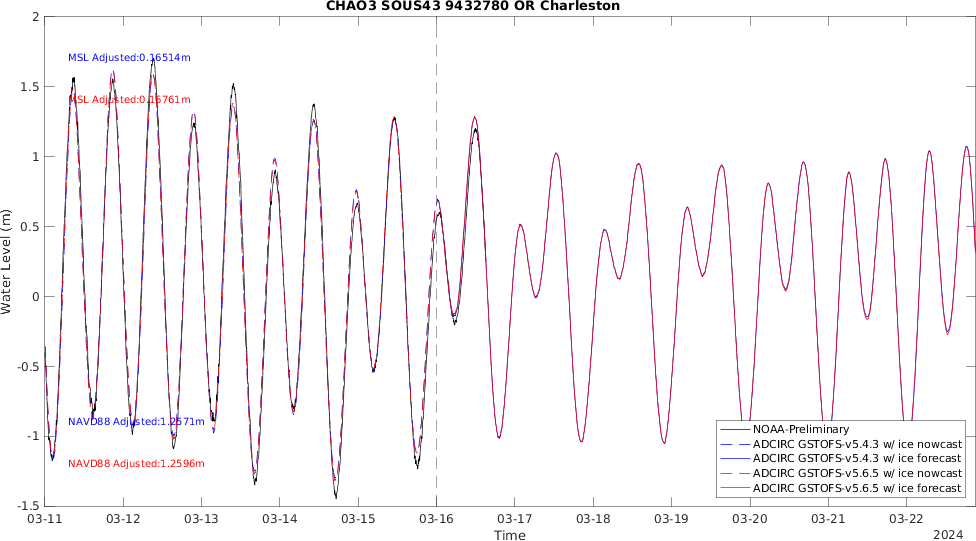 CHAO3 SOUS43 9432780 OR Charleston
Water Level (m)
2
1.5
1
0.5
0
-0.5
-1
-1.5
MSL Adjusted:0.16514m
MSL Adjusted:0.16761m
NAVD88 Adjusted:1.2571m
NAVD88 Adjusted:1.2596m
NOAA-Preliminary
ADCIRC GSTOFS-v5.4.3 w/ ice nowcast
ADCIRC GSTOFS-v5.4.3 w/ ice forecast
ADCIRC GSTOFS-v5.6.5 w/ ice nowcast
ADCIRC GSTOFS-v5.6.5 w/ ice forecast
03-11 03-12 03-13 03-14 03-15 03-16 03-17 03-18 03-19 03-20 03-21 03-22
Time
2024